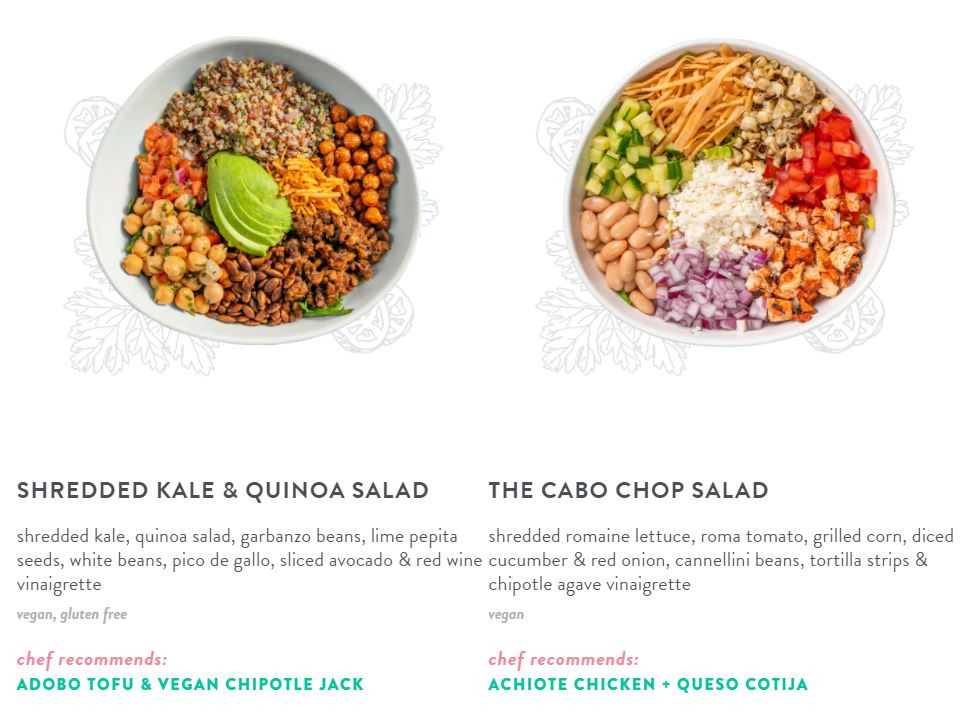 SHREDDED KALE & QUINOA SALAD
shredded kale, quinoa salad, garbanzo beans, lime pepita
seeds, white beans, pico de gallo, sliced avocado & red wine
vinaigrette
vegan, gluten free
chef recommends:
ADOBO TOFU & VEGAN CHIPOTLE JACK
THE CABO CHOP SALAD
shredded romaine lettuce, roma tomato, grilled corn, diced
cucumber & red onion, cannellini beans, tortilla strips &
chipotle agave vinaigrette
vegan
chef recommends:
ACHIOTE CHICKEN + QUESO COTIJA